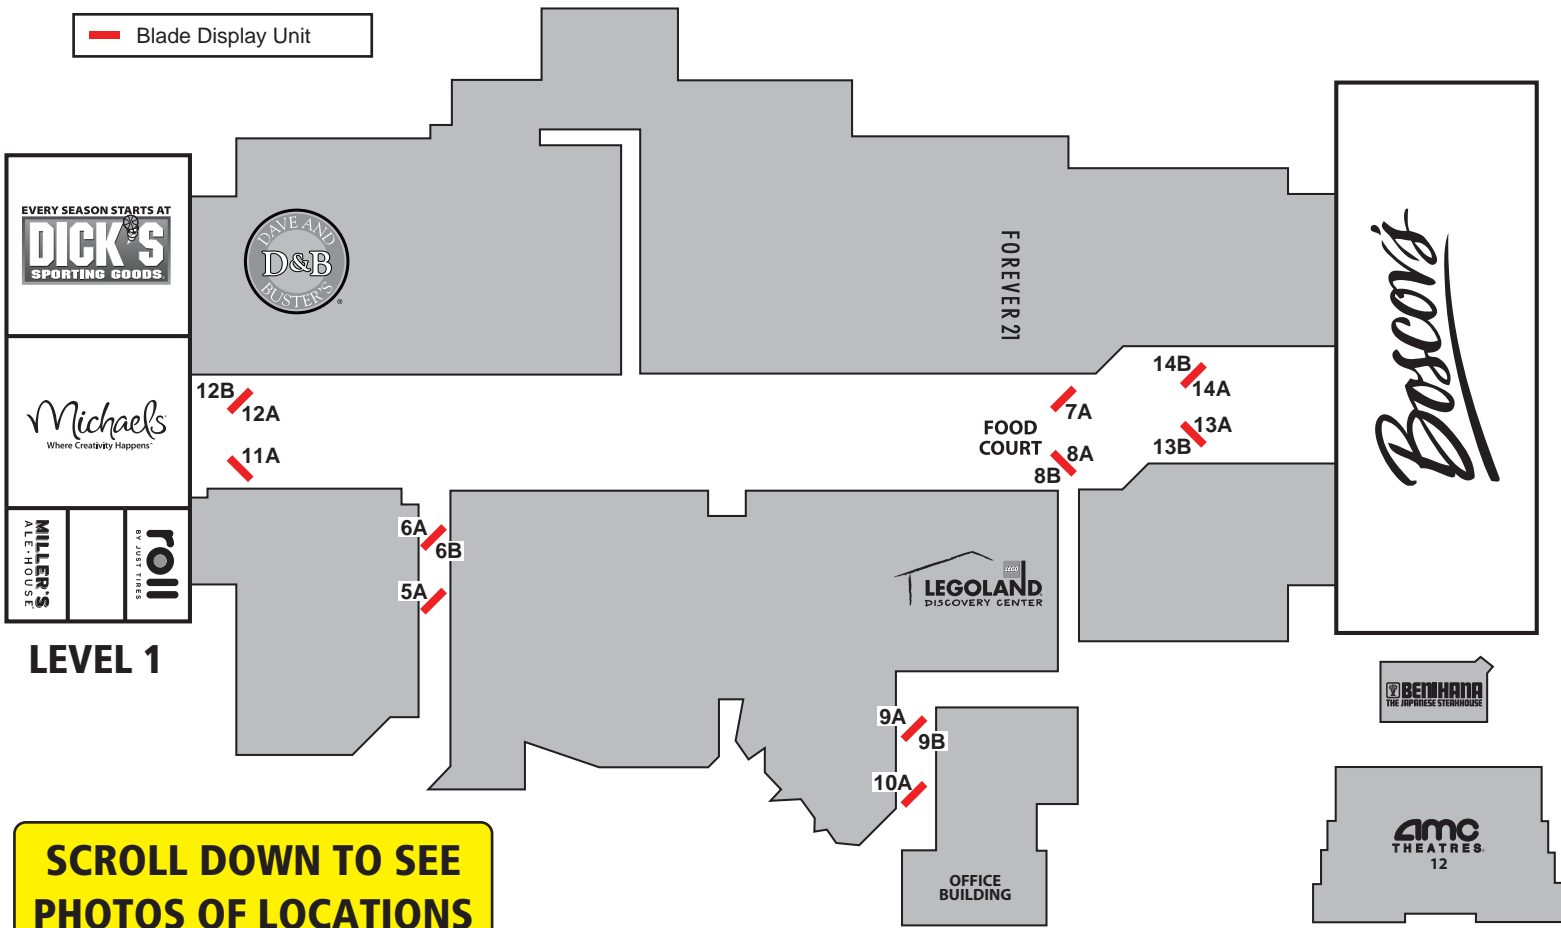 Blade Display Unit
EVERY SEASON STARTS AT
DICK'S
SPORTING GOODS
DAVE AND
D&B
BUSTER'S
®
FOREVER 21
Boscov's
Michaels
Where Creativity Happens
12B
12A
11A
14B
14A
13A
13B
7A
FOOD
COURT
8A
8B
MILLER'S
ALE·HOUSE
roll
BY JUST TIRES
6A
6B
5A
LEGO
LEGOLAND
DISCOVERY CENTER
LEVEL 1
BENIHANA
THE JAPANESE STEAKHOUSE
9A
9B
10A
amc
THEATRES
12
OFFICE
BUILDING
SCROLL DOWN TO SEE
PHOTOS OF LOCATIONS